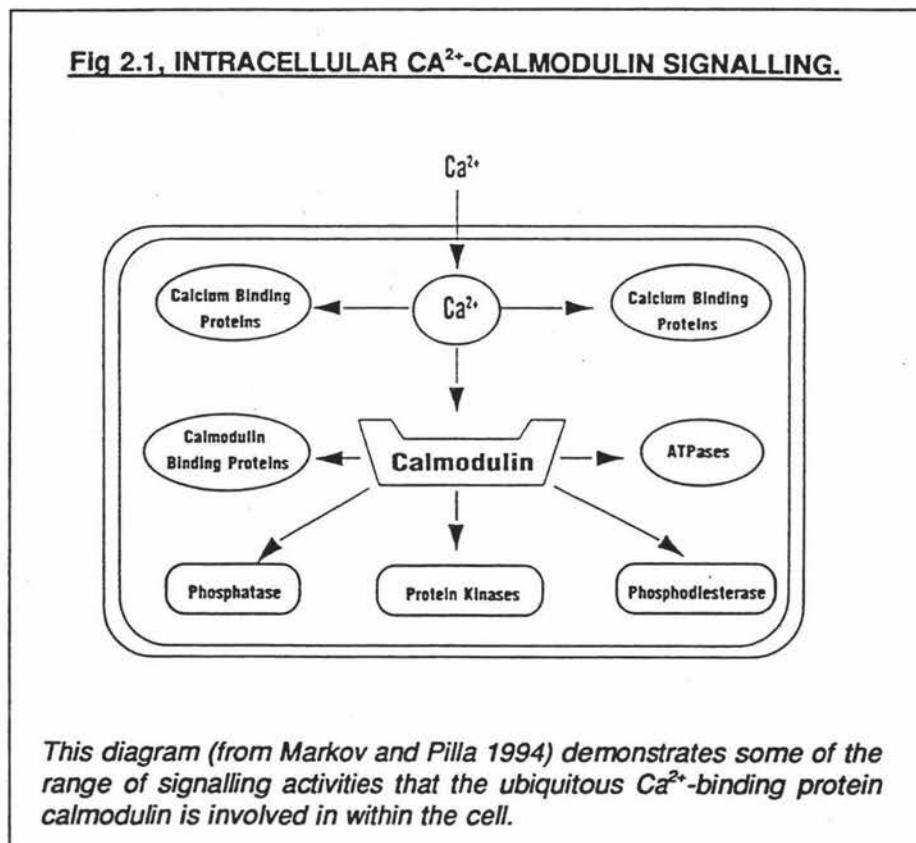 Fig 2.1, INTRACELLULAR CA²⁺-CALMODULIN SIGNALLING.
Ca²⁺
Calcium Binding
Proteins
Ca²⁺
Calcium Binding
Proteins
Calmodulin
Binding Proteins
Calmodulin
ATPases
Phosphatase
Protein Kinases
Phosphodiesterase
This diagram (from Markov and Pilla 1994) demonstrates some of the
range of signalling activities that the ubiquitous Ca²⁺-binding protein
calmodulin is involved in within the cell.